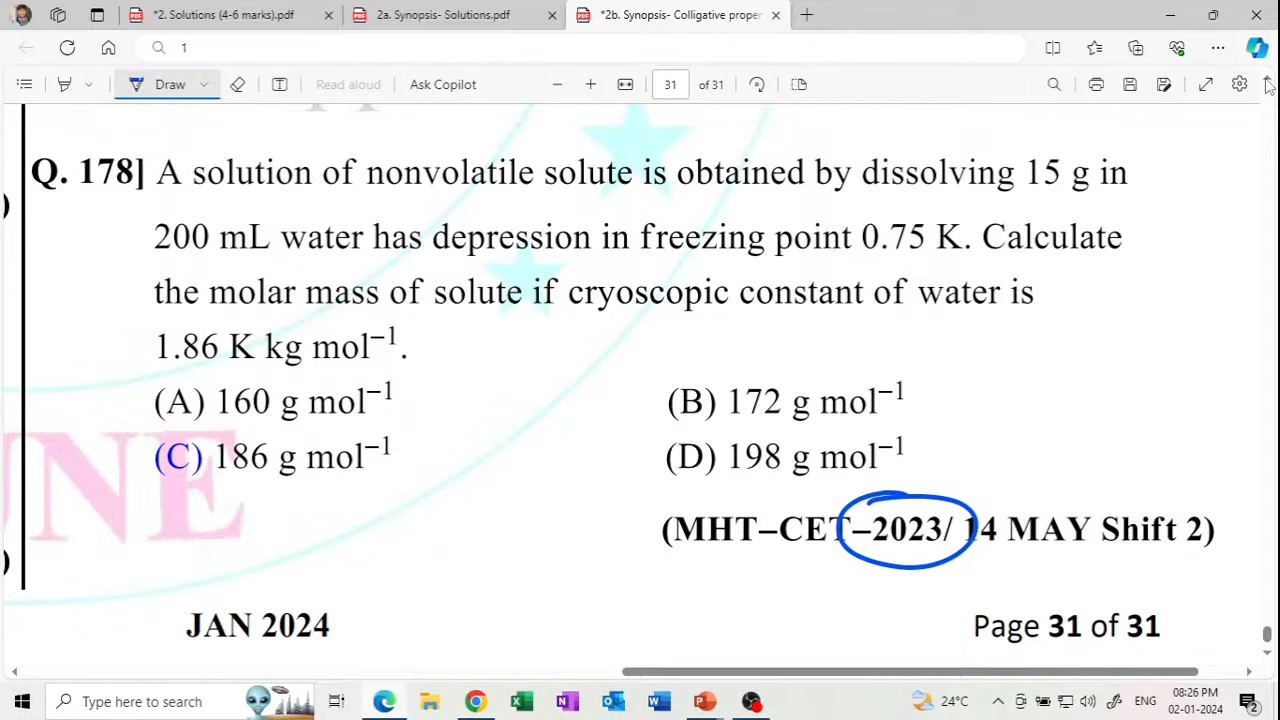 *2. Solutions (4-6 marks).pdf
2a. Synopsis- Solutions.pdf
*2b. Synopsis- Colligative proper
1
Draw
Read aloud
Ask Copilot
31
of 31
Q. 178] A solution of nonvolatile solute is obtained by dissolving 15 g in
200 mL water has depression in freezing point 0.75 K. Calculate
the molar mass of solute if cryoscopic constant of water is
1.86 K kg mol⁻¹.
(A) 160 g mol⁻¹ (B) 172 g mol⁻¹
(C) 186 g mol⁻¹ (D) 198 g mol⁻¹
NE
(MHT–CET–2023/ 14 MAY Shift 2)
JAN 2024
Page 31 of 31
Type here to search
24°C
ENG
08:26 PM
02-01-2024
2